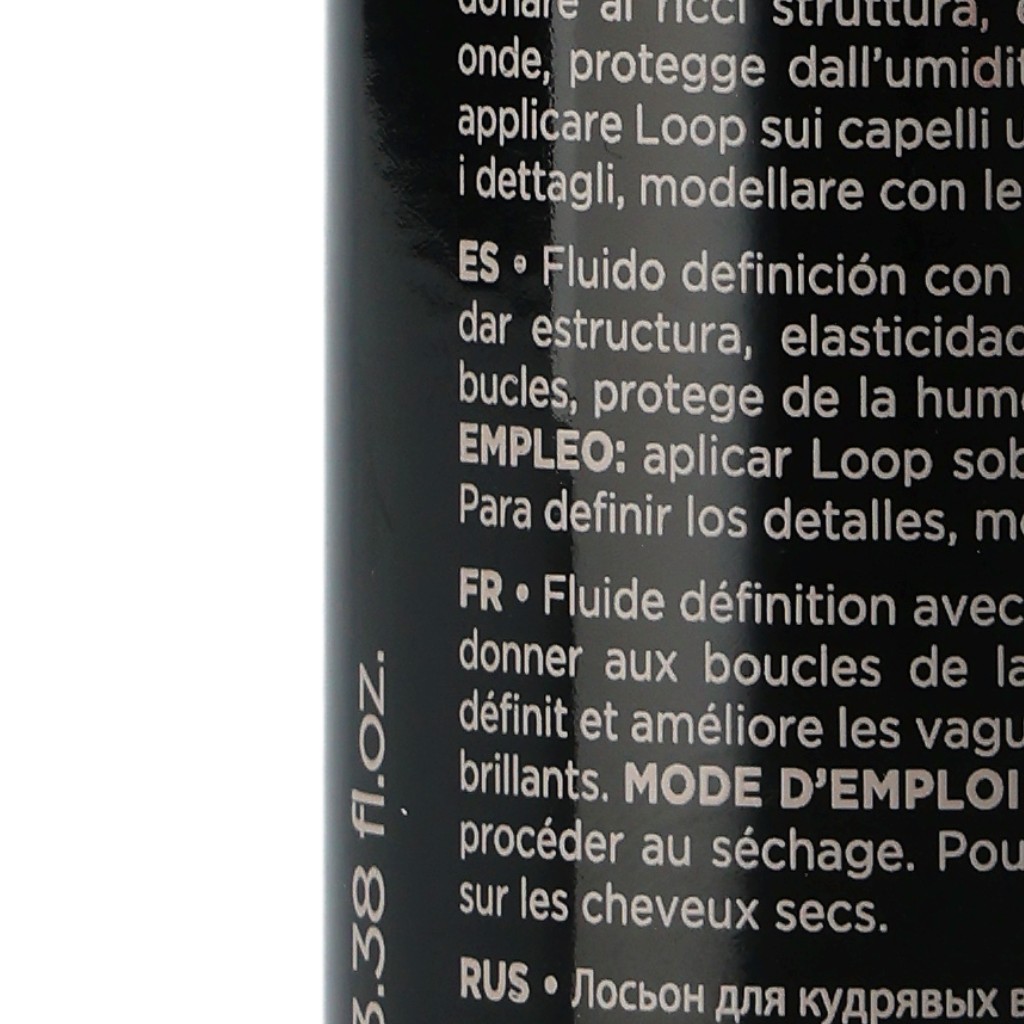 donare ai ricci struttura,
onde, protegge dall'umidit
applicare Loop sui capelli u
i dettagli, modellare con le
ES • Fluido definición con
dar estructura, elasticidad
bucles, protege de la hume
EMPLEO: aplicar Loop sob
Para definir los detalles, mo
FR • Fluide définition avec
donner aux boucles de la
définit et améliore les vagu
brillants. MODE D'EMPLOI
procéder au séchage. Pou
sur les cheveux secs.
RUS • Лосьон для кудрявых в
3.38 fl.oz.